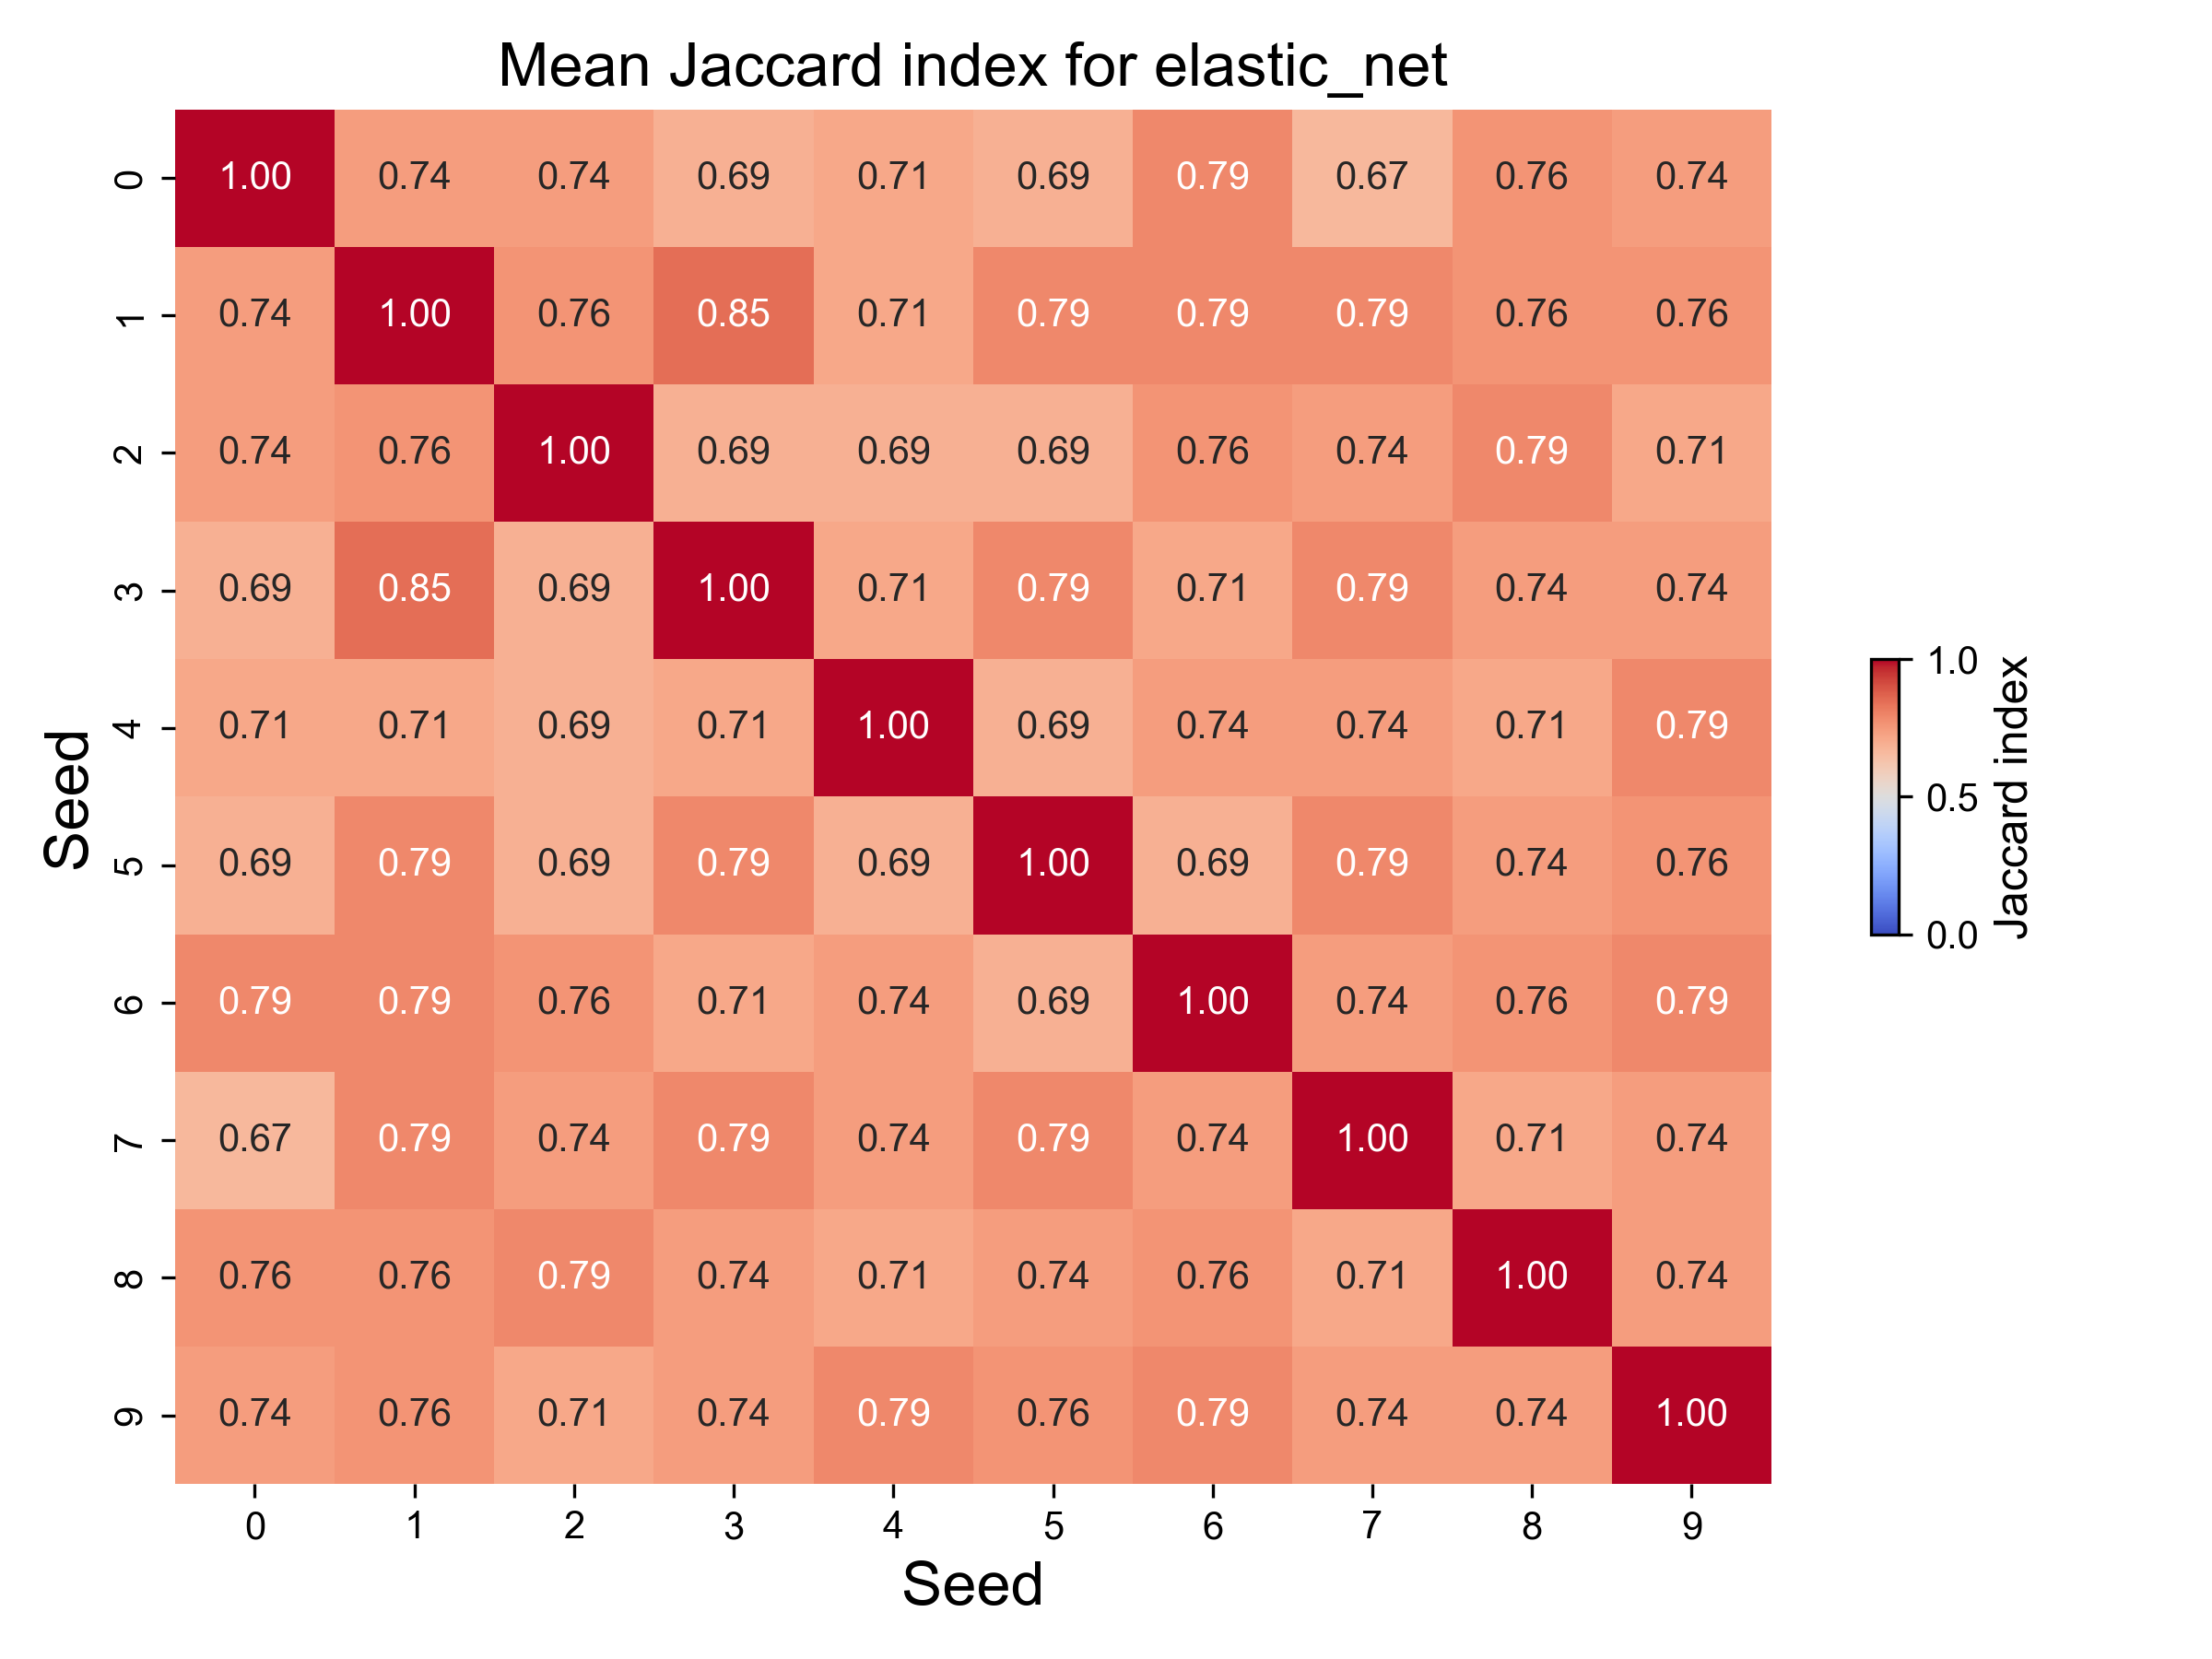 Mean Jaccard index for elastic_net
0 1.00 0.74 0.74 0.69 0.71 0.69 0.79 0.67 0.76 0.74
1 0.74 1.00 0.76 0.85 0.71 0.79 0.79 0.79 0.76 0.76
2 0.74 0.76 1.00 0.69 0.69 0.69 0.76 0.74 0.79 0.71
3 0.69 0.85 0.69 1.00 0.71 0.79 0.71 0.79 0.74 0.74
4 0.71 0.71 0.69 0.71 1.00 0.69 0.74 0.74 0.71 0.79
5 0.69 0.79 0.69 0.79 0.69 1.00 0.69 0.79 0.74 0.76
6 0.79 0.79 0.76 0.71 0.74 0.69 1.00 0.74 0.76 0.79
7 0.67 0.79 0.74 0.79 0.74 0.79 0.74 1.00 0.71 0.74
8 0.76 0.76 0.79 0.74 0.71 0.74 0.76 0.71 1.00 0.74
9 0.74 0.76 0.71 0.74 0.79 0.76 0.79 0.74 0.74 1.00
0 1 2 3 4 5 6 7 8 9
Seed
Seed
1.0
0.5
0.0
Jaccard index